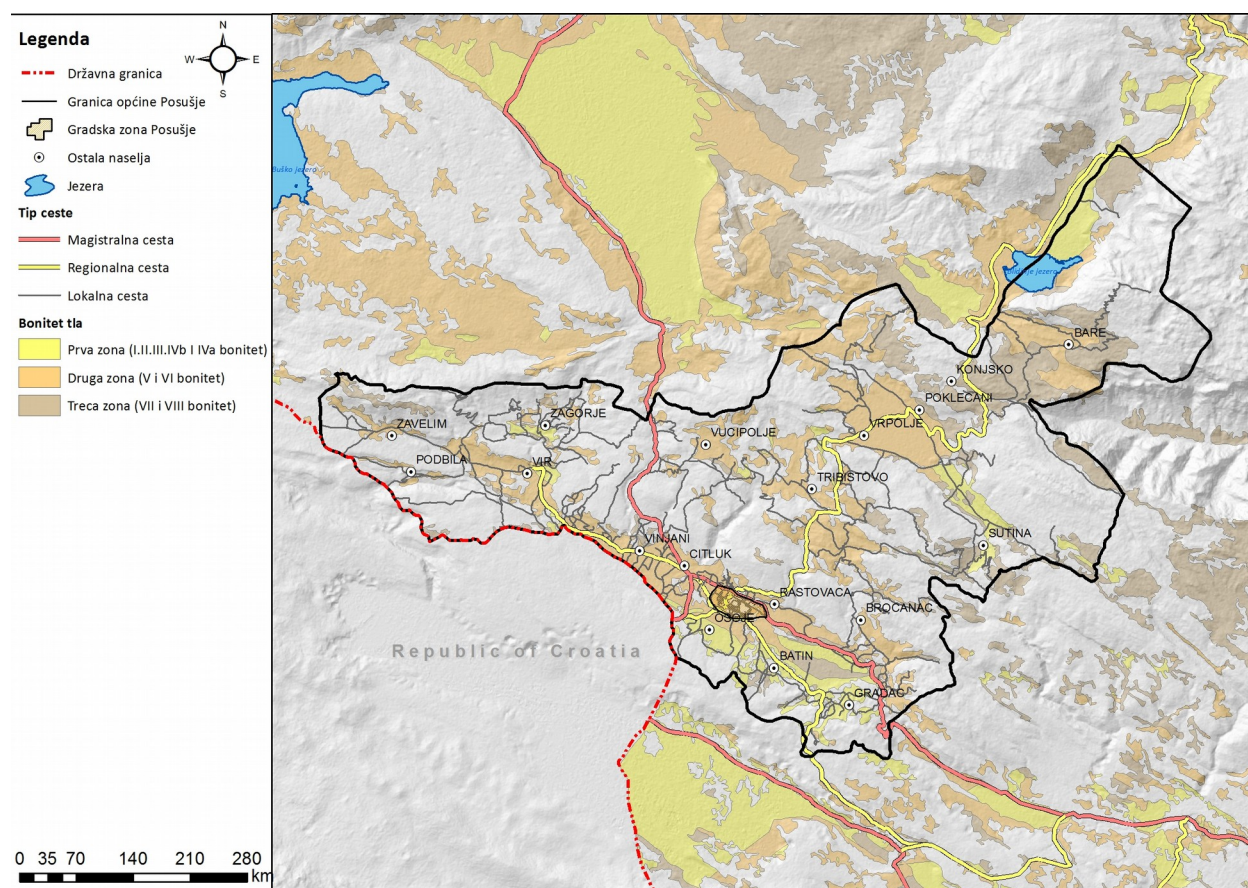 Legenda
N
W E
S
Državna granica
Granica općine Posušje
Gradska zona Posušje
Ostala naselja
Jezera
Tip ceste
Magistralna cesta
Regionalna cesta
Lokalna cesta
Bonitet tla
Prva zona (I.II.III.IVb I IVa bonitet)
Druga zona (V i VI bonitet)
Treca zona (VII i VIII bonitet)
0 35 70 140 210 280
km
Buško jezero
Blidinje jezero
BARE
KONJSKO
POKLECANI
ZAGORJE
ZAVELIM
VRPOLJE
VUCIPOLJE
PODBILA
VIR
TRIBISTOVO
SUTINA
VINJANI
CITLUK
RASTOVACA
BROCANAC
OSOJE
Republic of Croatia
BATIN
GRADAC